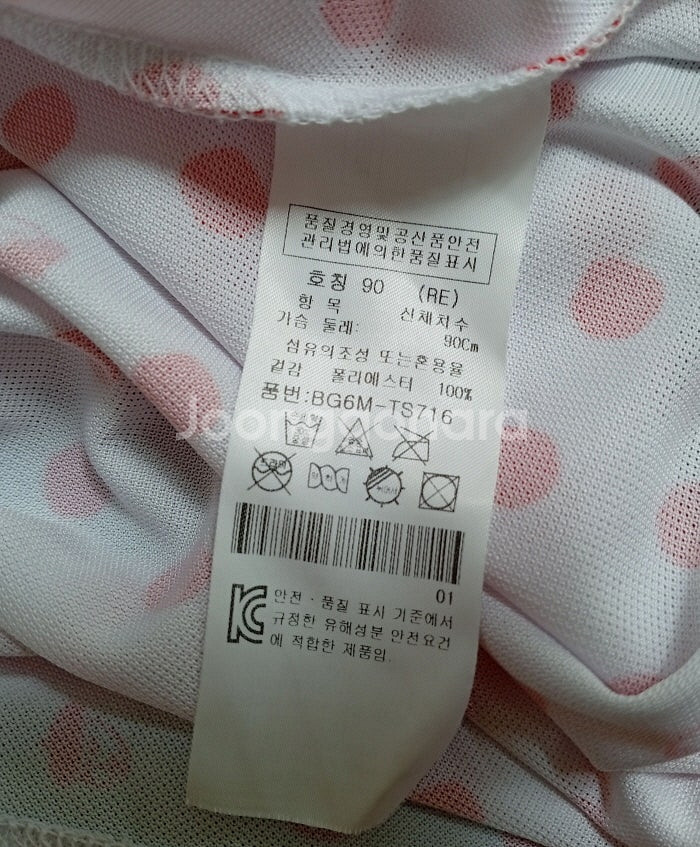 품질경영및공산품안전
관리법에의한품질표시
호칭 90 (RE)
항 목 신체치수
가슴 둘레: 90Cm
섬유의조성 또는혼용율
겉감 폴리에스터 100%
품번:BG6M-TS716
Joongonara
드라이
01
안전 · 품질 표시 기준에서
규정한 유해성분 안전요건
에 적합한 제품임.